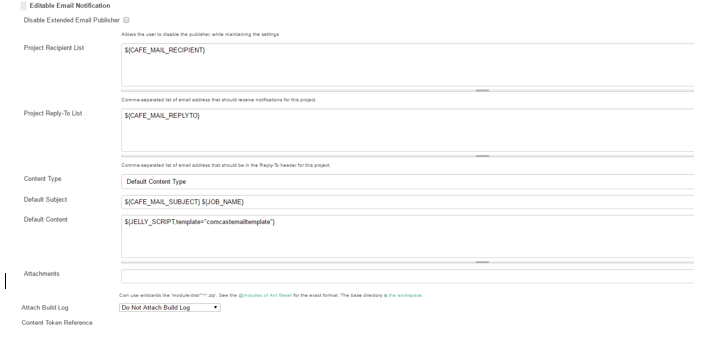 Editable Email Notification
Disable Extended Email Publisher
Allows the user to disable the publisher, while maintaining the settings
Project Recipient List
${CAFE_MAIL_RECIPIENT}
Comma-separated list of email address that should receive notifications for this project.
Project Reply-To List
${CAFE_MAIL_REPLYTO}
Comma-separated list of email address that should be in the Reply-To header for this project.
Content Type
Default Content Type
Default Subject
${CAFE_MAIL_SUBJECT} ${JOB_NAME}
Default Content
${JELLY_SCRIPT,template="comcastemailtemplate"}
Attachments
Can use wildcards like 'module/dist/**/*.zip'. See the @includes of Ant fileset for the exact format. The base directory is the workspace.
Attach Build Log
Do Not Attach Build Log
Content Token Reference